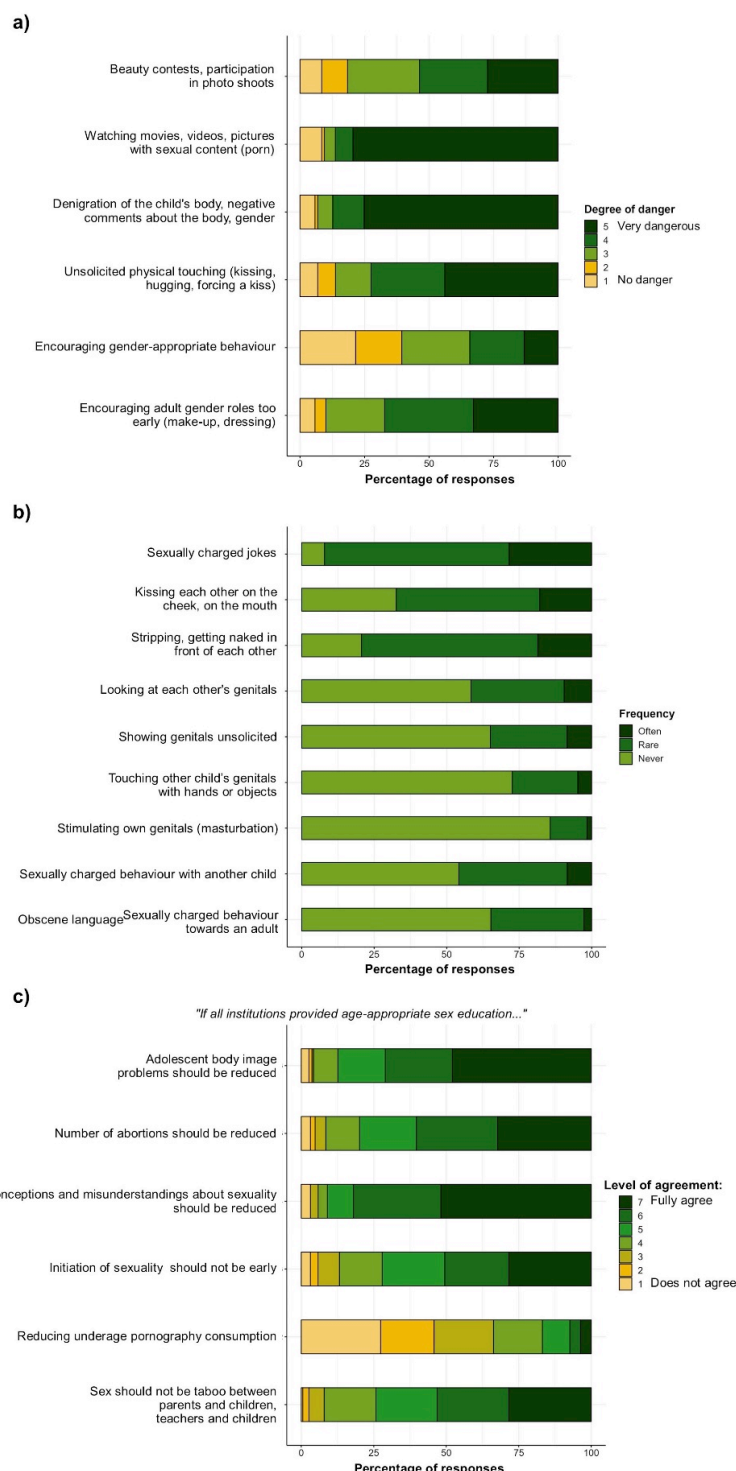 a)
Beauty contests, participation
in photo shoots
Watching movies, videos, pictures
with sexual content (porn)
Denigration of the child's body, negative
comments about the body, gender
Unsolicited physical touching (kissing,
hugging, forcing a kiss)
Encouraging gender-appropriate behaviour
Encouraging adult gender roles too
early (make-up, dressing)
0 25 50 75 100
Percentage of responses
Degree of danger
5 Very dangerous
4
3
2
1 No danger
b)
Sexually charged jokes
Kissing each other on the
cheek, on the mouth
Stripping, getting naked in
front of each other
Looking at each other's genitals
Showing genitals unsolicited
Touching other child's genitals
with hands or objects
Stimulating own genitals (masturbation)
Sexually charged behaviour with another child
Obscene language Sexually charged behaviour
towards an adult
0 25 50 75 100
Percentage of responses
Frequency
Often
Rare
Never
c)
"If all institutions provided age-appropriate sex education..."
Adolescent body image
problems should be reduced
Number of abortions should be reduced
nceptions and misunderstandings about sexuality
should be reduced
Initiation of sexuality should not be early
Reducing underage pornography consumption
Sex should not be taboo between
parents and children,
teachers and children
0 25 50 75 100
Percentage of responses
Level of agreement:
7 Fully agree
6
5
4
3
2
1 Does not agree